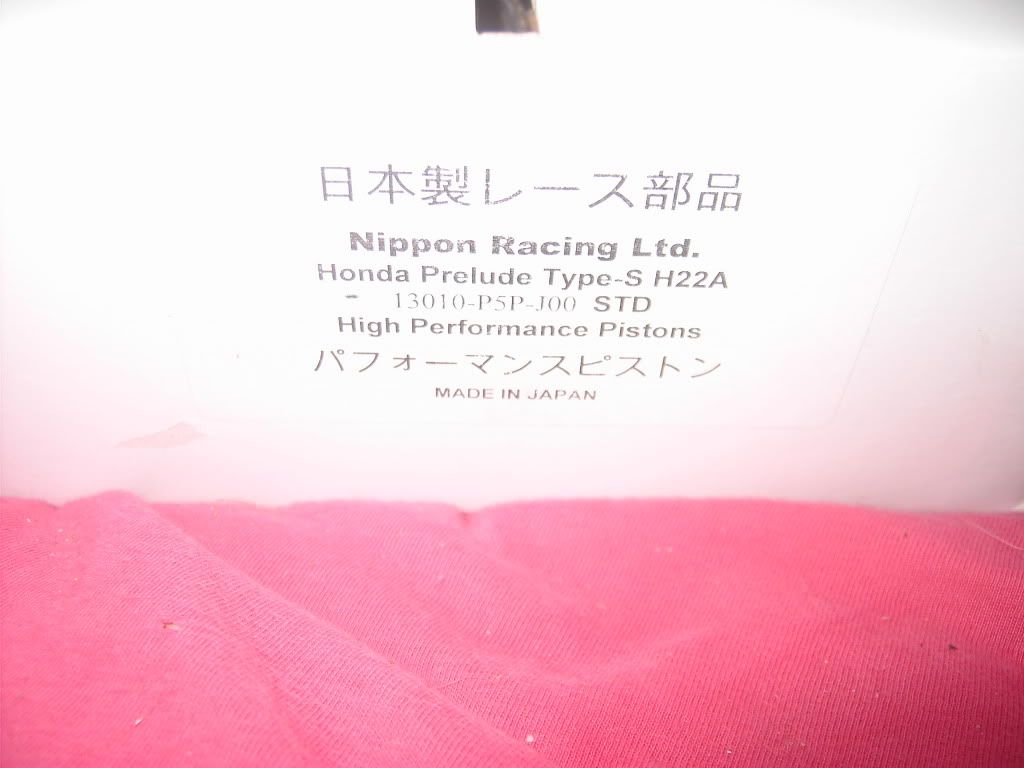 日本製レース部品
Nippon Racing Ltd.
Honda Prelude Type-S H22A
- 13010-P5P-J00 STD
High Performance Pistons
パフォーマンスピストン
MADE IN JAPAN